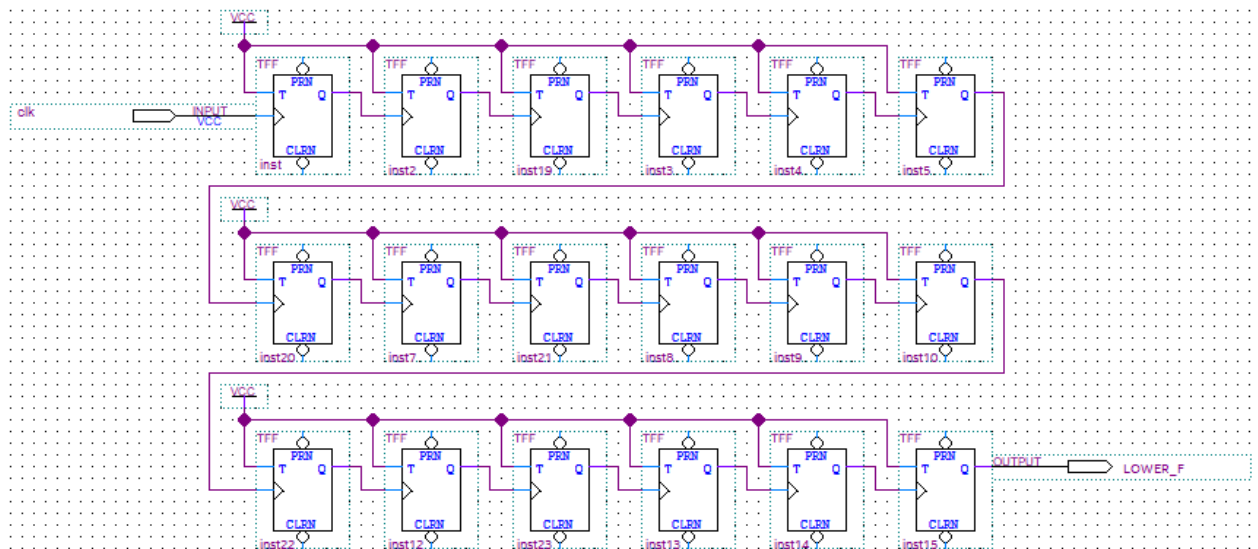 VCC
TFF TFF TFF TFF TFF TFF
PRN PRN PRN PRN PRN PRN
T Q T Q T Q T Q T Q T Q
clk INPUT
VCC
CLRN CLRN CLRN CLRN CLRN CLRN
inst inst2 inst19 inst3 inst4 inst5
VCC
TFF TFF TFF TFF TFF TFF
PRN PRN PRN PRN PRN PRN
T Q T Q T Q T Q T Q T Q
CLRN CLRN CLRN CLRN CLRN CLRN
inst20 inst7 inst21 inst8 inst9 inst10
VCC
TFF TFF TFF TFF TFF TFF
PRN PRN PRN PRN PRN PRN
T Q T Q T Q T Q T Q T Q OUTPUT LOWER_F
CLRN CLRN CLRN CLRN CLRN CLRN
inst22 inst12 inst23 inst13 inst14 inst15